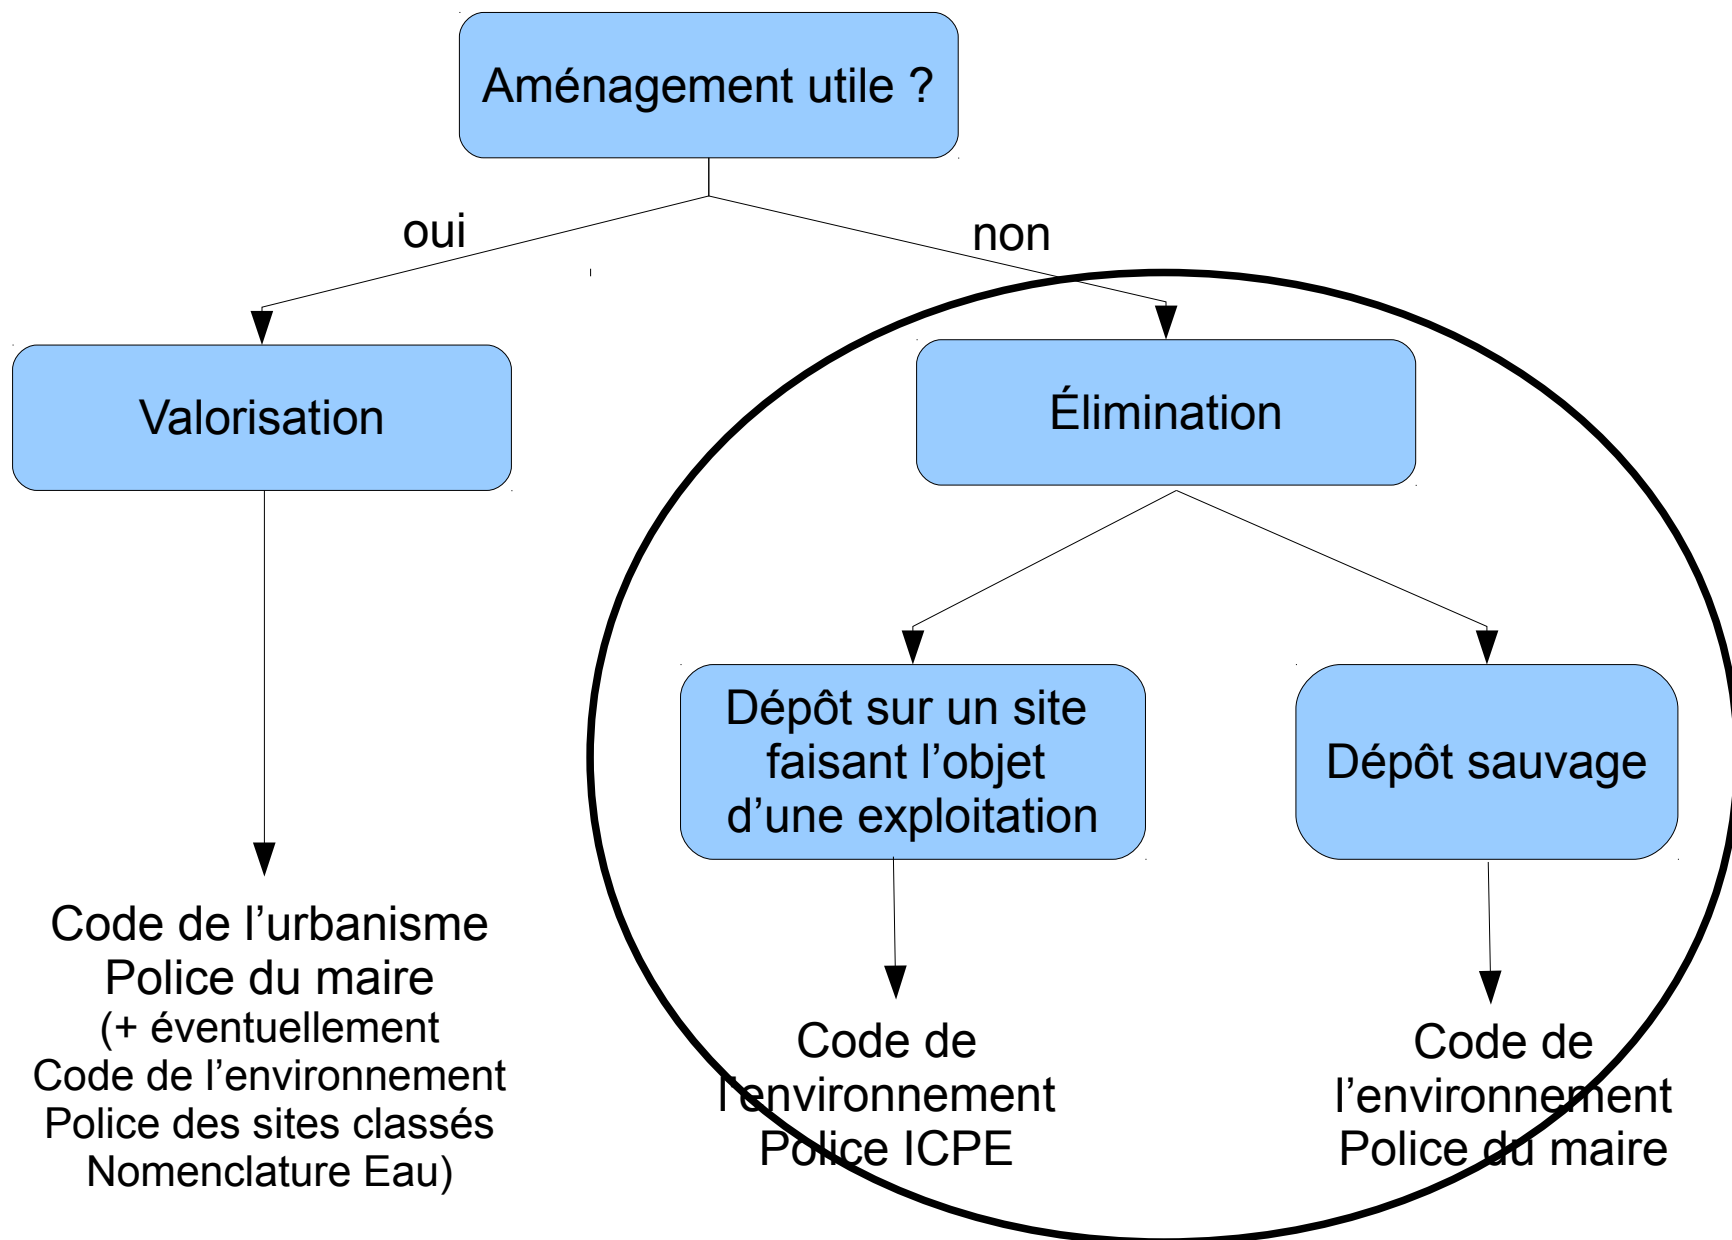 Aménagement utile ?
oui
non
Valorisation
Élimination
Dépôt sur un site
faisant l’objet
d’une exploitation
Dépôt sauvage
Code de l’urbanisme
Police du maire
(+ éventuellement
Code de l’environnement
Police des sites classés
Nomenclature Eau)
Code de
l’environnement
Police ICPE
Code de
l’environnement
Police du maire